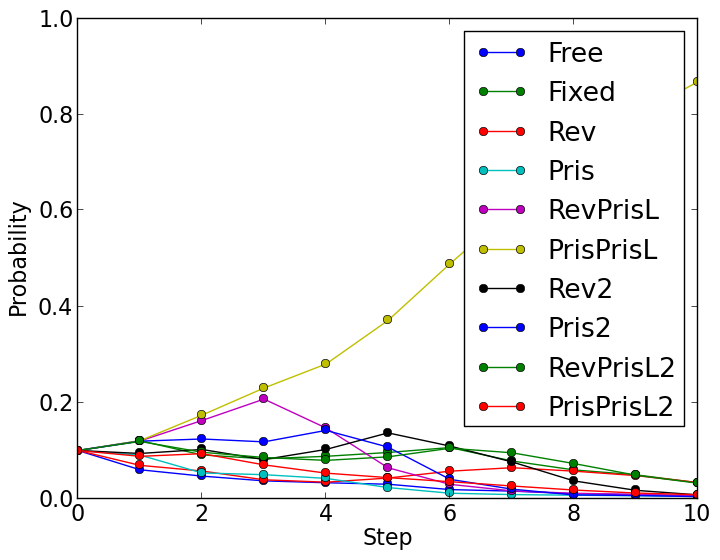 1.0
0.8
0.6
0.4
0.2
0.0
Probability
0
2
4
6
8
10
Step
Free
Fixed
Rev
Pris
RevPrisL
PrisPrisL
Rev2
Pris2
RevPrisL2
PrisPrisL2